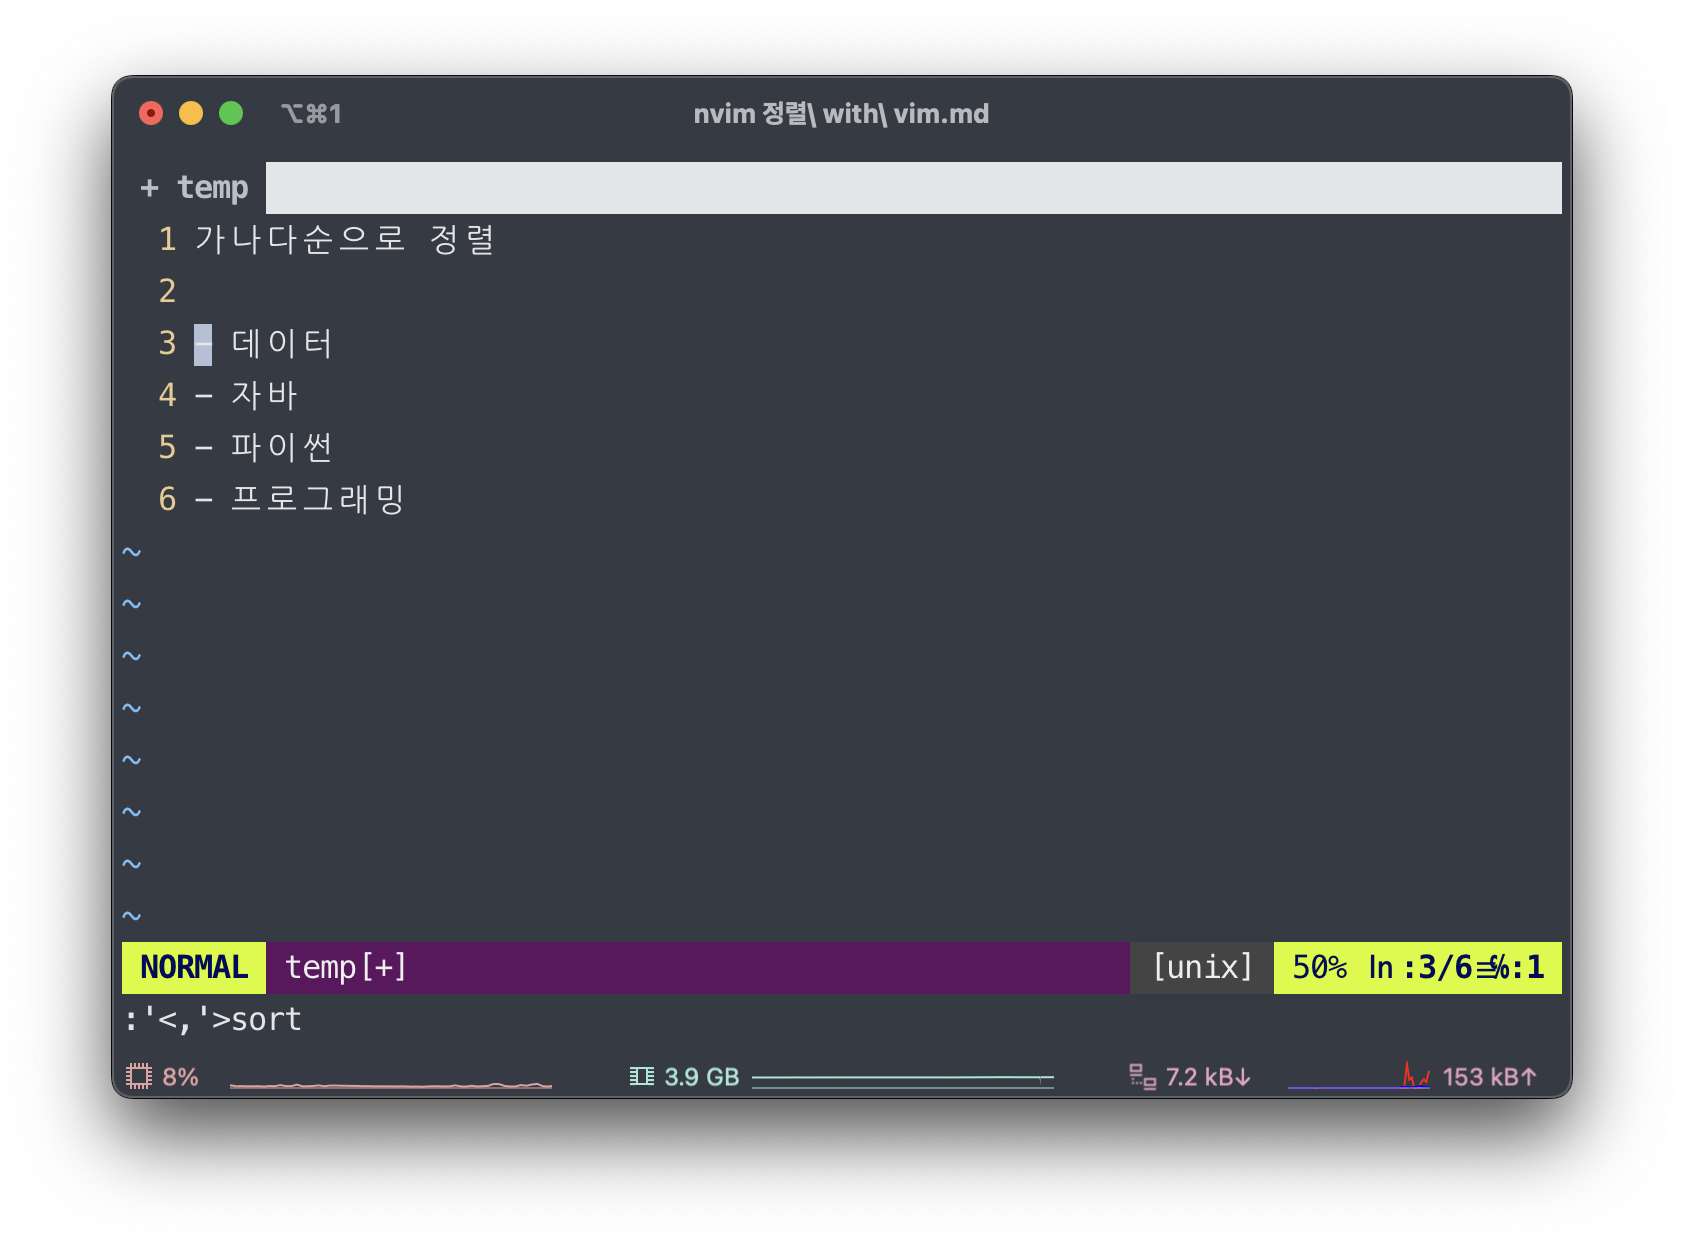 ⌥⌘1 nvim 정렬\ with\ vim.md
+ temp
1 가나다순으로 정렬
2
3 - 데이터
4 - 자바
5 - 파이썬
6 - 프로그래밍
~
~
~
~
~
~
~
~
NORMAL temp[+] [unix] 50% ln :3/6≡℅:1
:'<,'>sort
8% 3.9 GB 7.2 kB↓ 153 kB↑